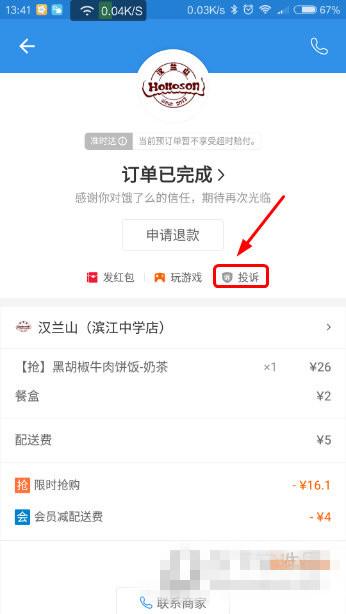 13:41 0.04K/S 0.03K/s 67%
汉兰山
Holloson
since 2012
准时达 当前预订单暂不享受超时赔付。
订单已完成 >
感谢你对饿了么的信任，期待再次光临
申请退款
发红包 玩游戏 诉 投诉
汉兰山（滨江中学店） >
【抢】黑胡椒牛肉饼饭-奶茶 ×1 ¥26
餐盒 ¥2
配送费 ¥5
抢 限时抢购 - ¥16.1
会 会员减配送费 - ¥4
联系商家